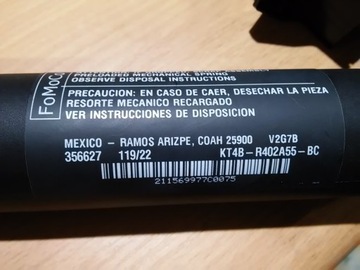 FoMoCo
PRELOADED MECHANICAL SPRING
OBSERVE DISPOSAL INSTRUCTIONS
PRECAUCION: EN CASO DE CAER, DESECHAR LA PIEZA
RESORTE MECANICO RECARGADO
VER INSTRUCCIONES DE DISPOSICION
MEXICO - RAMOS ARIZPE, COAH 25900 V2G7B
356627 119/22 KT4B-R402A55-BC
211569977C0075